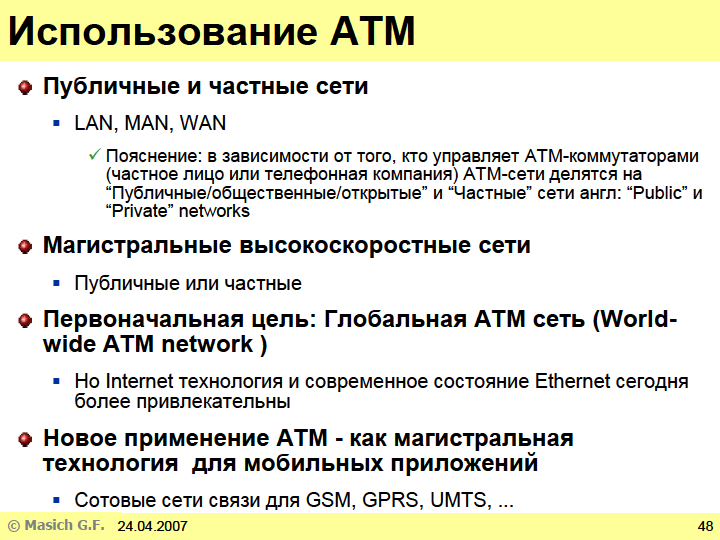 Использование ATM
Публичные и частные сети
LAN, MAN, WAN
Пояснение: в зависимости от того, кто управляет ATM-коммутаторами
(частное лицо или телефонная компания) ATM-сети делятся на
“Публичные/общественные/открытые” и “Частные” сети англ: “Public” и
“Private” networks
Магистральные высокоскоростные сети
Публичные или частные
Первоначальная цель: Глобальная ATM сеть (World-
wide ATM network )
Но Internet технология и современное состояние Ethernet сегодня
более привлекательны
Новое применение ATM - как магистральная
технология для мобильных приложений
Сотовые сети связи для GSM, GPRS, UMTS, ...
© Masich G.F. 24.04.2007 48